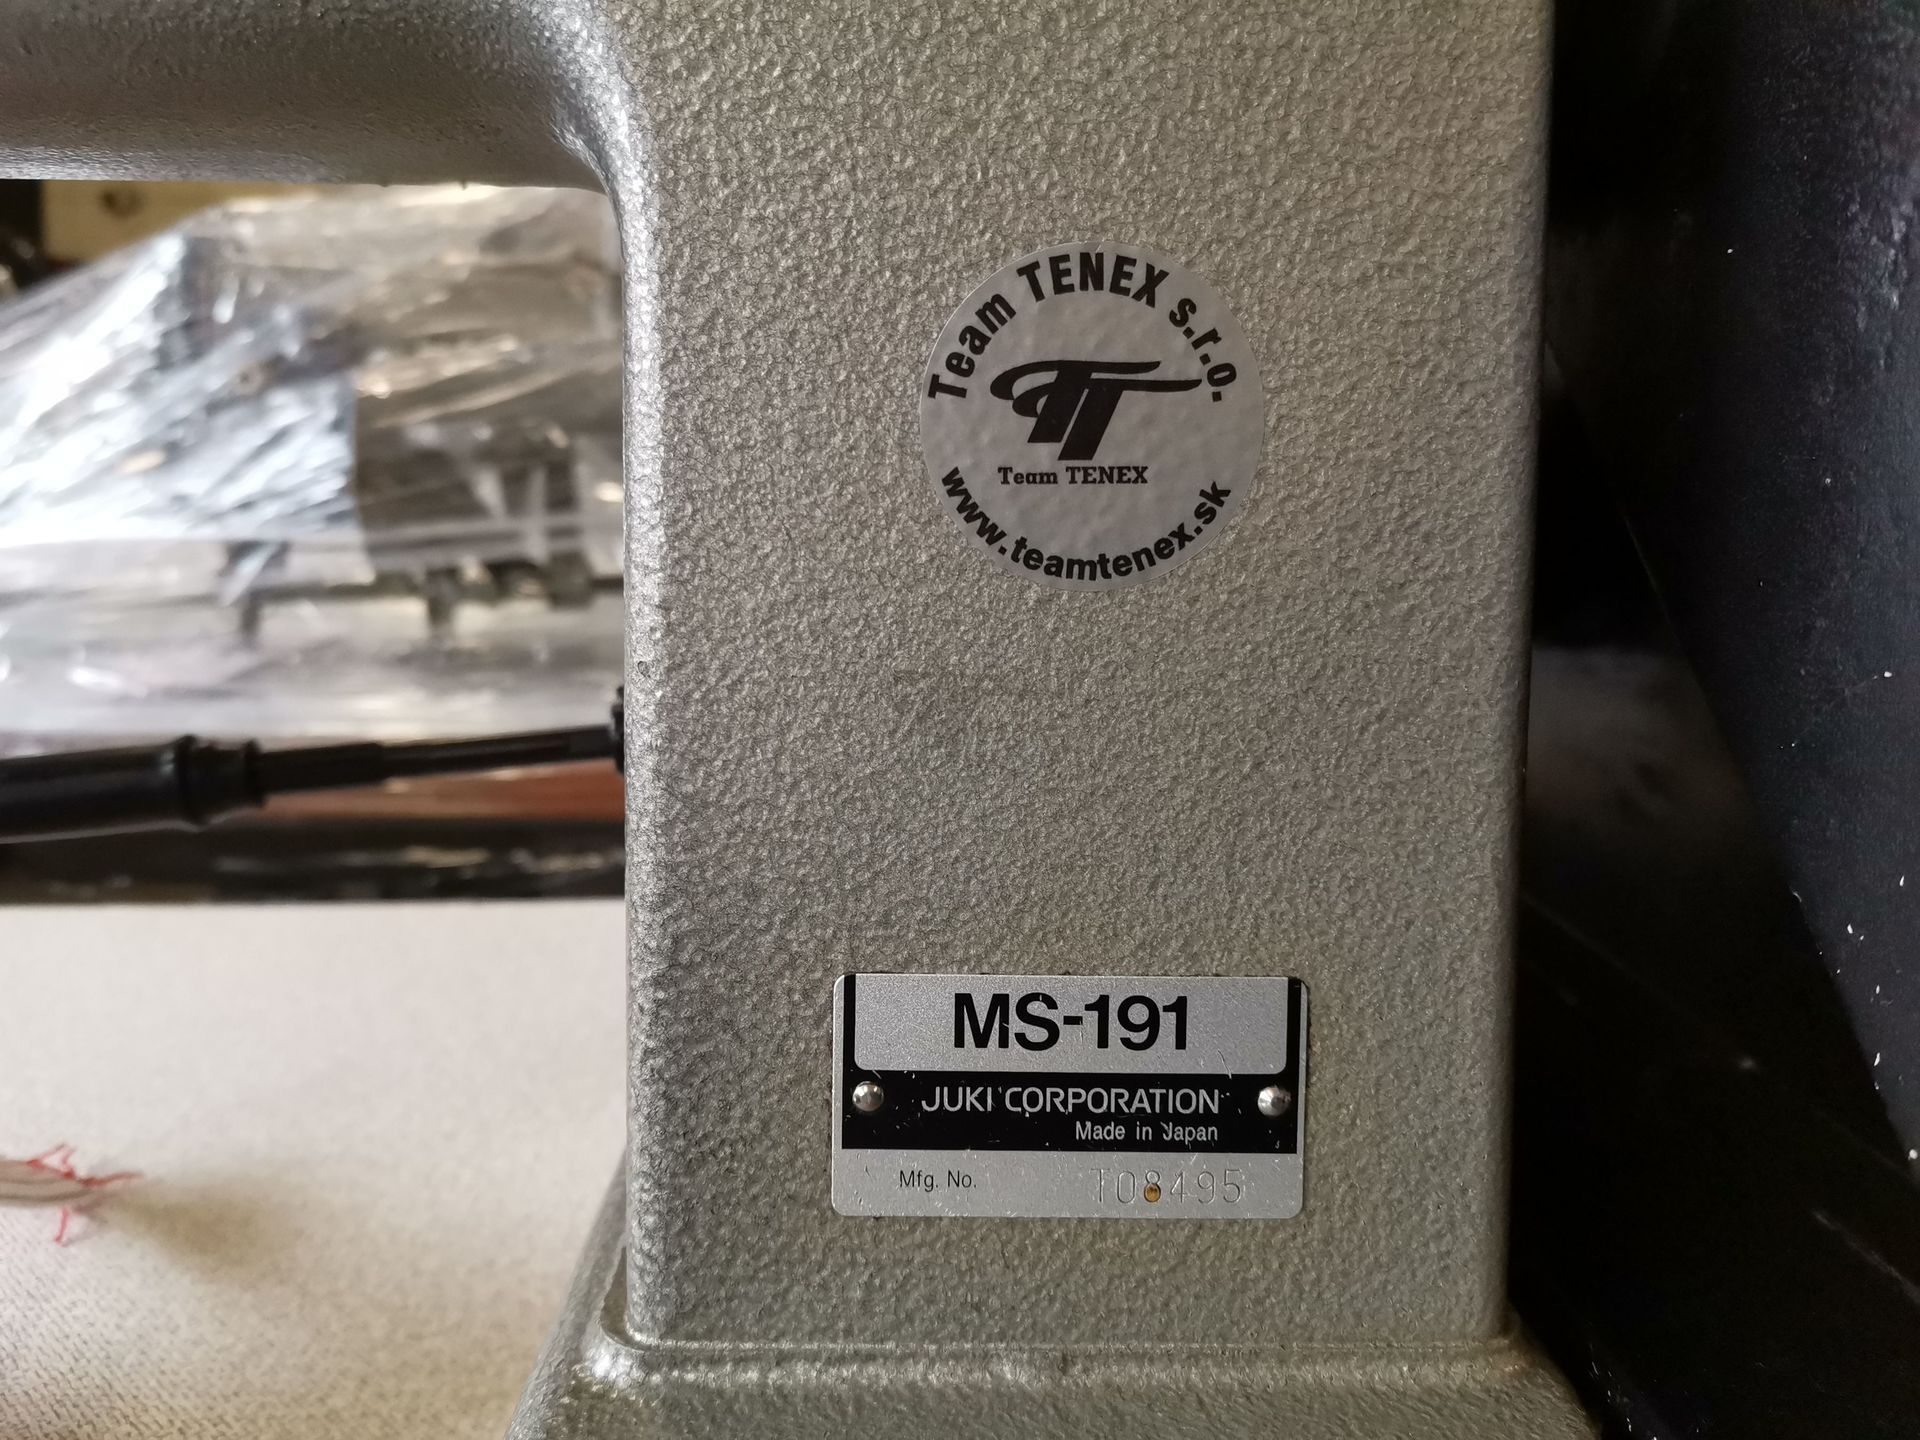 Team TENEX s.r.o.
Team TENEX
www.teamtenex.sk
MS-191
JUKI CORPORATION
Made in Japan
Mfg. No. T08495